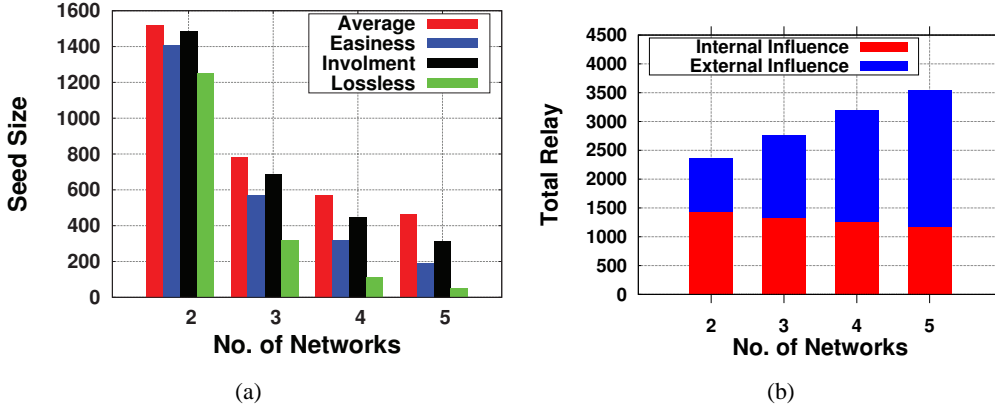 1600
1400
1200
1000
800
600
400
200
0
Seed Size
Average
Easiness
Involment
Lossless
2 3 4 5
No. of Networks
(a)
4500
4000
3500
3000
2500
2000
1500
1000
500
0
Total Relay
Internal Influence
External Influence
2 3 4 5
No. of Networks
(b)